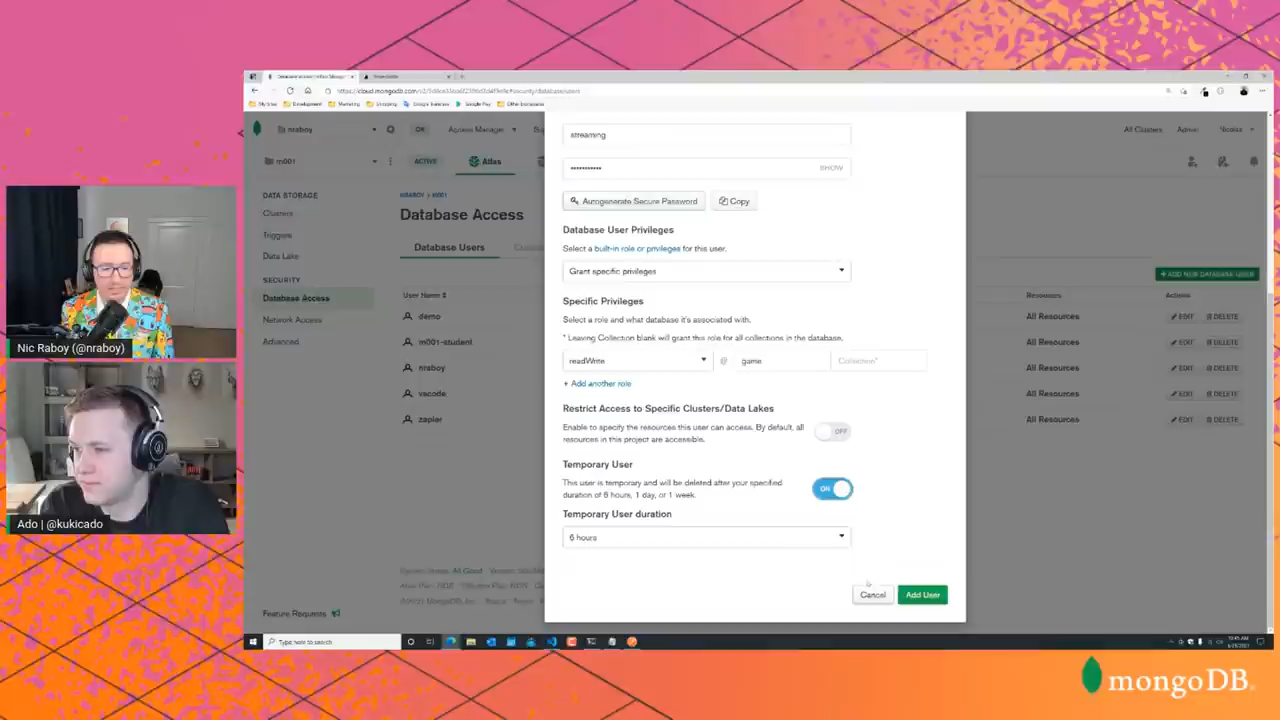 nraboy
OK
Access Manager
All Clusters
m001
ACTIVE
Atlas
DATA STORAGE
Clusters
Triggers
Data Lake
SECURITY
Database Access
Network Access
Advanced
Feature Requests
Database Access
Database Users
User Name
demo
m001-student
nraboy
vscode
zapier
streaming
SHOW
Autogenerate Secure Password
Copy
Database User Privileges
Select a built-in role or privileges for this user.
Grant specific privileges
Specific Privileges
Select a role and what database it's associated with.
* Leaving Collection blank will grant this role for all collections in the database.
readWrite
@
game
Collection*
+ Add another role
Restrict Access to Specific Clusters/Data Lakes
Enable to specify the resources this user can access. By default, all
resources in this project are accessible.
OFF
Temporary User
This user is temporary and will be deleted after your specified
duration of 6 hours, 1 day, or 1 week.
ON
Temporary User duration
6 hours
Cancel
Add User
+ ADD NEW DATABASE USER
Resources
Actions
All Resources
EDIT
DELETE
All Resources
EDIT
DELETE
All Resources
EDIT
DELETE
All Resources
EDIT
DELETE
All Resources
EDIT
DELETE
Type here to search
Nic Raboy (@nraboy)
Ado | @kukicado
mongoDB